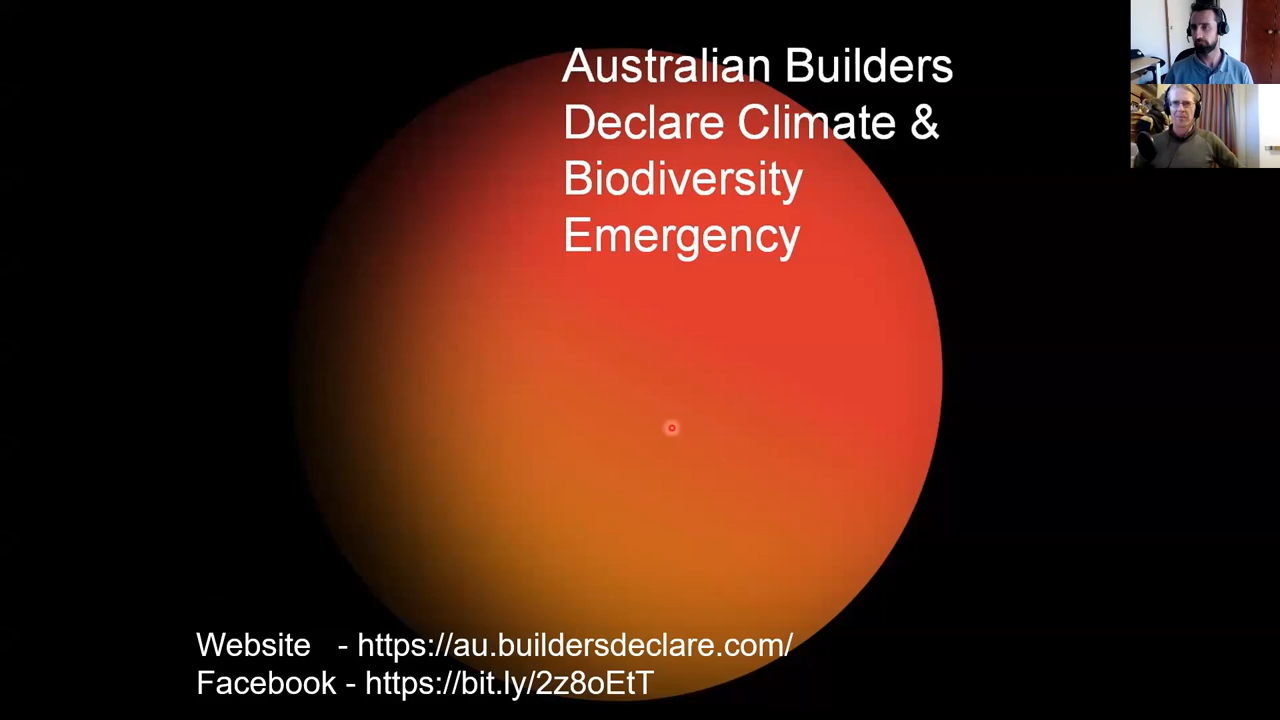 Australian Builders
Declare Climate &
Biodiversity
Emergency
Website - https://au.buildersdeclare.com/
Facebook - https://bit.ly/2z8oEtT